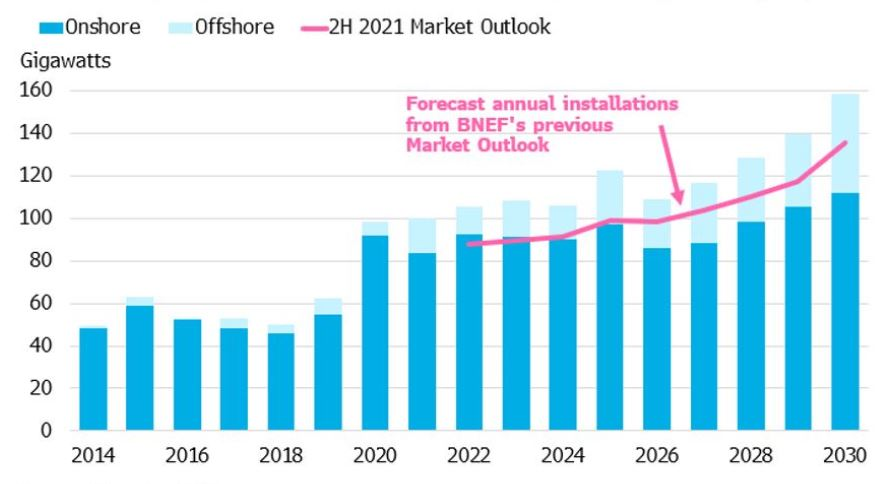 Onshore Offshore 2H 2021 Market Outlook
Gigawatts
160
Forecast annual installations
from BNEF's previous
Market Outlook
140
120
100
80
60
40
20
0
2014 2016 2018 2020 2022 2024 2026 2028 2030